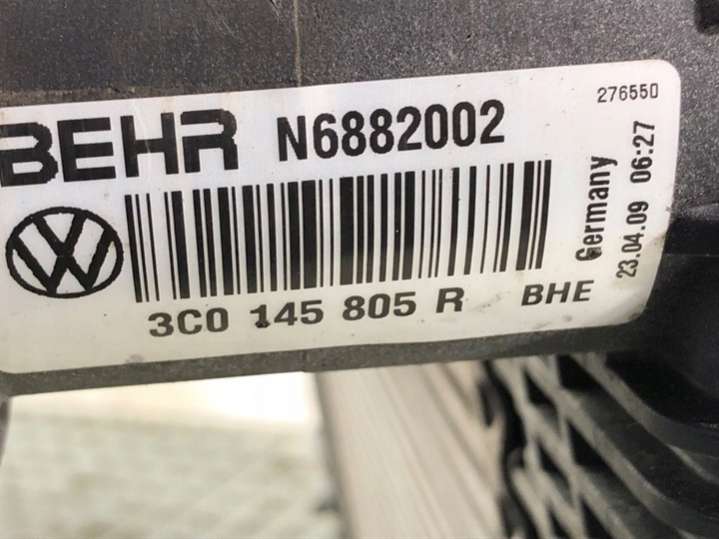 BEHR N6882002
276550
3C0 145 805 R BHE
Germany
23.04.09 06:27